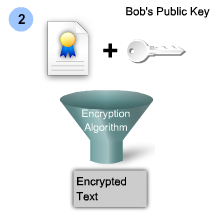 2
Bob's Public Key
+
Encryption
Algorithm
Encrypted
Text